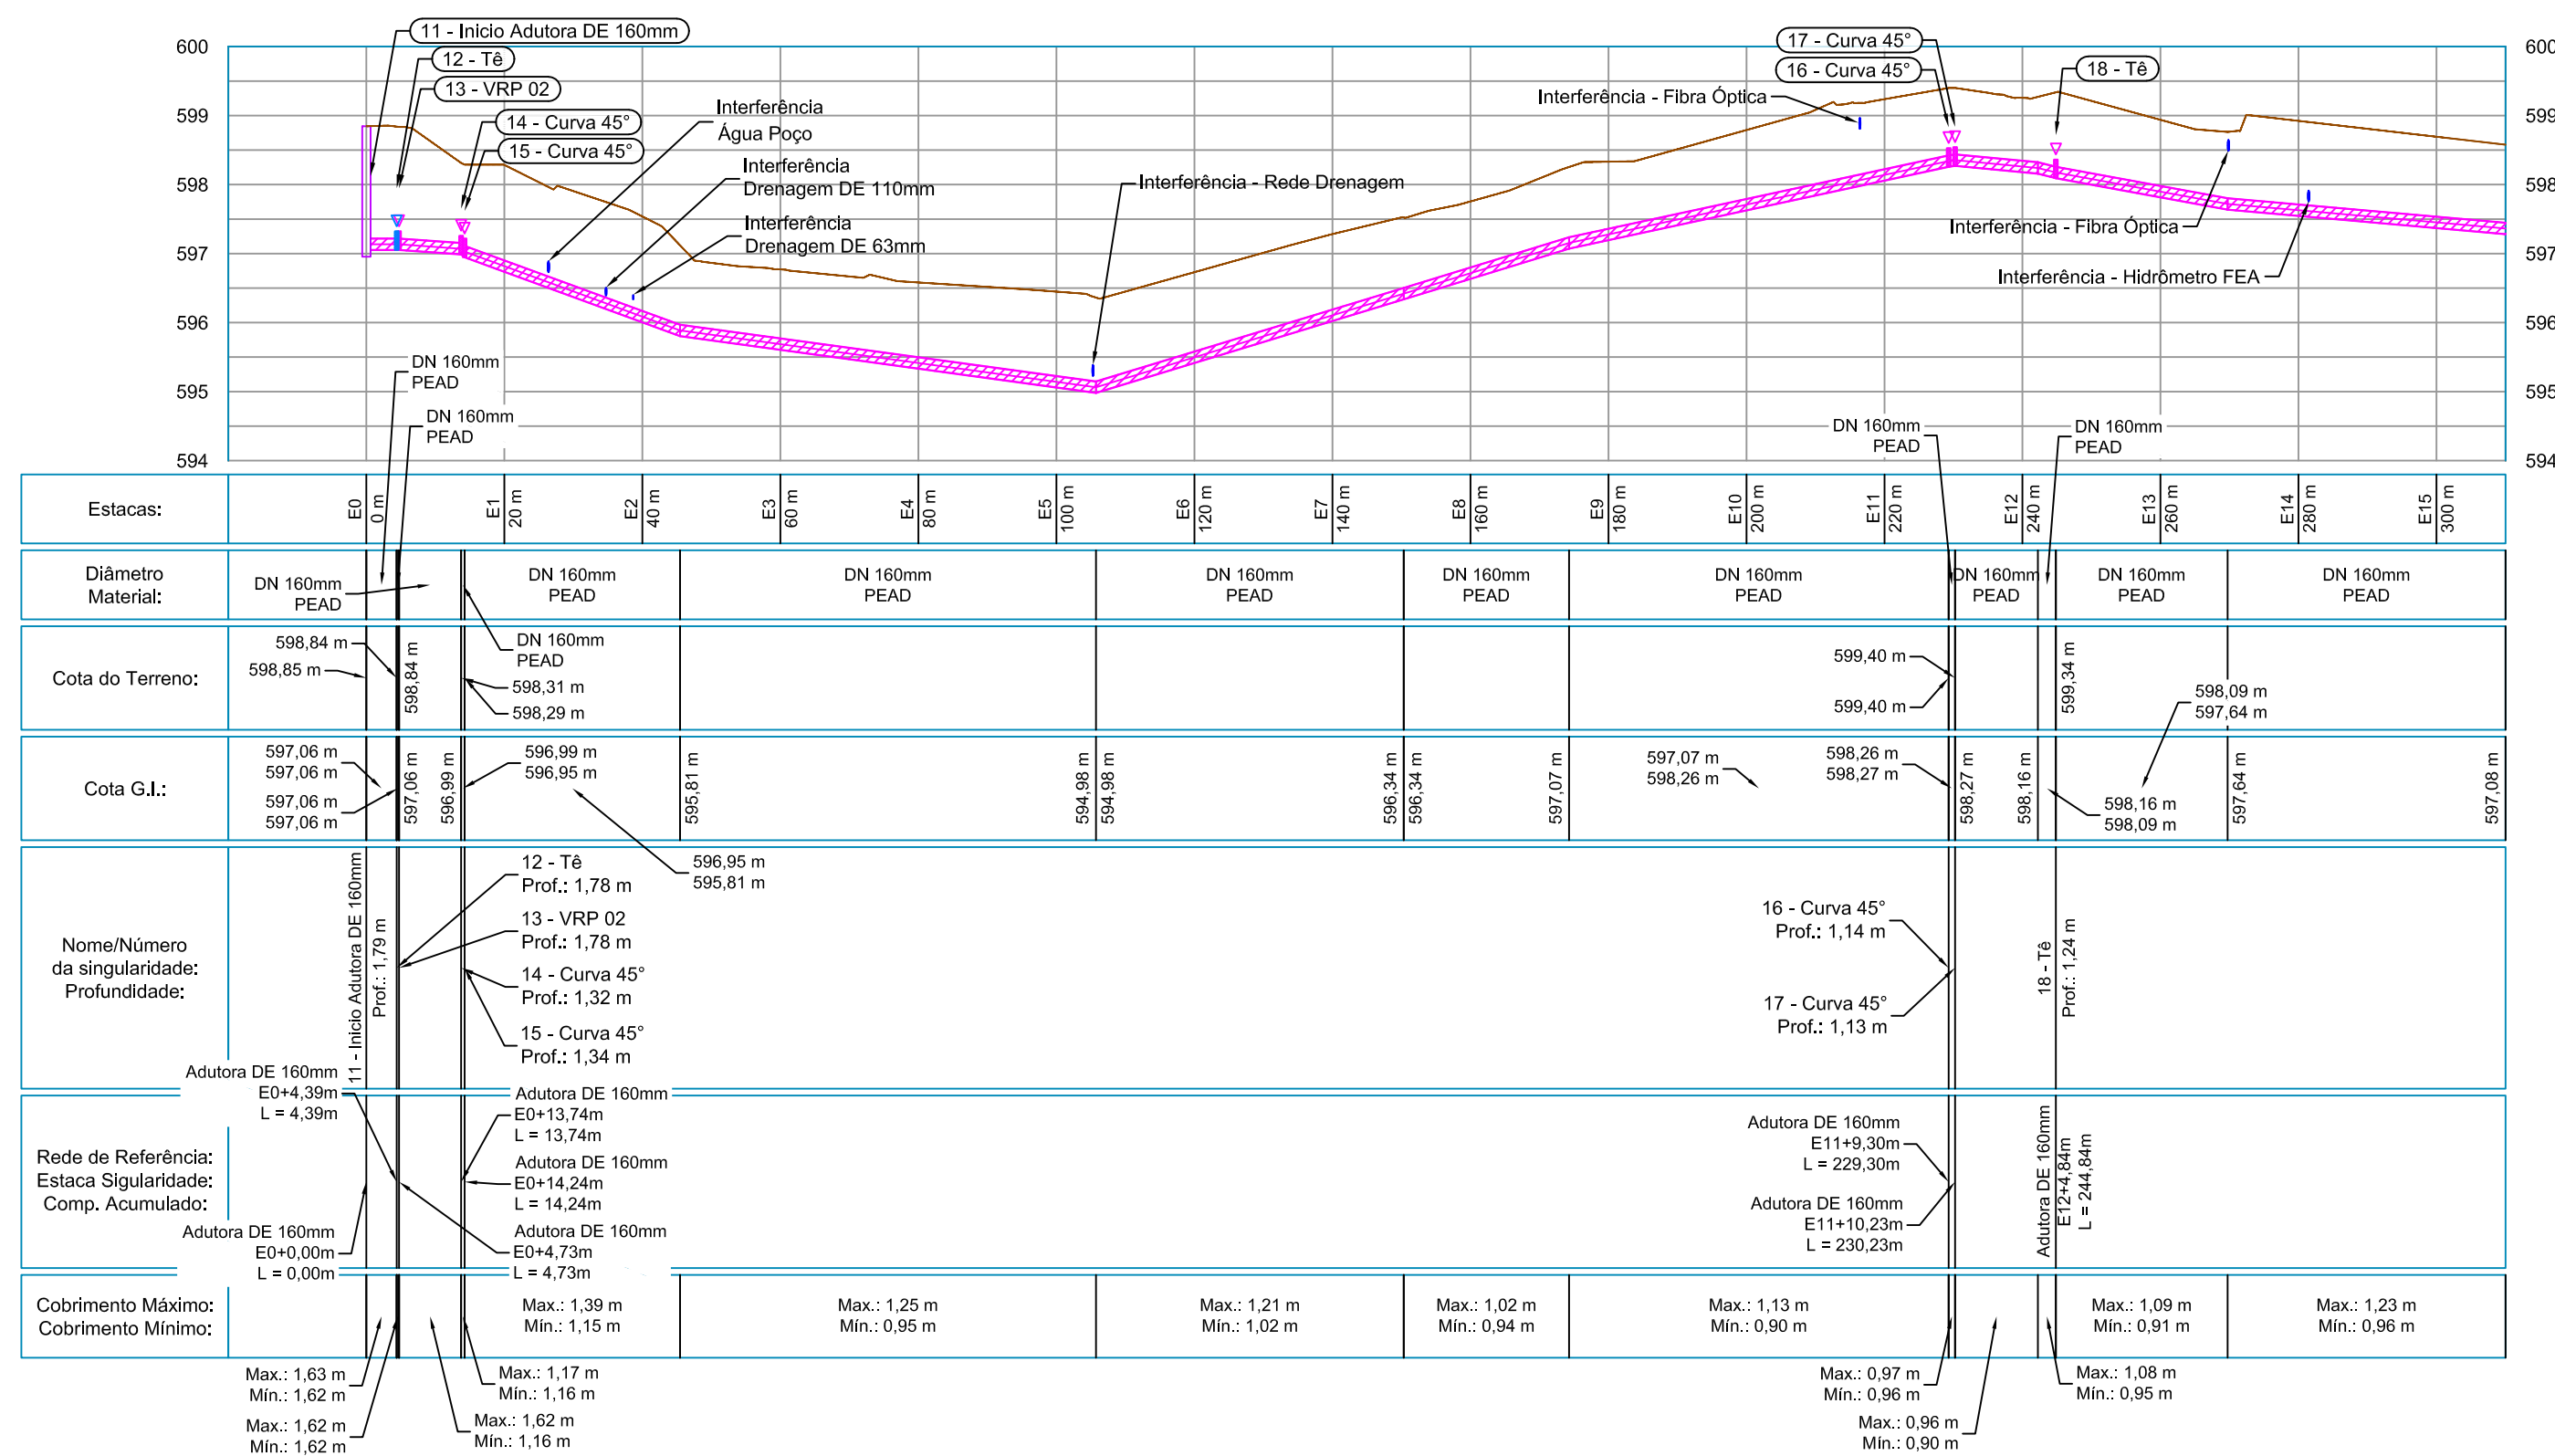 600
599
598
597
596
595
594
600
599
598
597
596
595
594
11 - Inicio Adutora DE 160mm
12 - Tê
13 - VRP 02
14 - Curva 45°
15 - Curva 45°
Interferência
Água Poço
Interferência
Drenagem DE 110mm
Interferência
Drenagem DE 63mm
Interferência - Rede Drenagem
Interferência - Fibra Óptica
17 - Curva 45°
16 - Curva 45°
18 - Tê
Interferência - Fibra Óptica
Interferência - Hidrômetro FEA
DN 160mm
PEAD
DN 160mm
PEAD
DN 160mm
PEAD
DN 160mm
PEAD
Estacas:
E0
0 m
E1
20 m
E2
40 m
E3
60 m
E4
80 m
E5
100 m
E6
120 m
E7
140 m
E8
160 m
E9
180 m
E10
200 m
E11
220 m
E12
240 m
E13
260 m
E14
280 m
E15
300 m
Diâmetro
Material:
DN 160mm
PEAD
DN 160mm
PEAD
DN 160mm
PEAD
DN 160mm
PEAD
DN 160mm
PEAD
DN 160mm
PEAD
DN 160mm
PEAD
DN 160mm
PEAD
DN 160mm
PEAD
DN 160mm
PEAD
Cota do Terreno:
598,84 m
598,85 m
598,84 m
598,31 m
598,29 m
599,40 m
599,40 m
599,34 m
598,09 m
597,64 m
Cota G.I.:
597,06 m
597,06 m
597,06 m
597,06 m
597,06 m
596,99 m
596,99 m
596,95 m
595,81 m
594,98 m
594,98 m
596,34 m
596,34 m
597,07 m
597,07 m
598,26 m
598,26 m
598,27 m
598,27 m
598,16 m
598,16 m
598,09 m
597,64 m
597,08 m
Nome/Número
da singularidade:
Profundidade:
11 - Inicio Adutora DE 160mm
Prof.: 1,79 m
12 - Tê
Prof.: 1,78 m
13 - VRP 02
Prof.: 1,78 m
14 - Curva 45°
Prof.: 1,32 m
15 - Curva 45°
Prof.: 1,34 m
596,95 m
595,81 m
16 - Curva 45°
Prof.: 1,14 m
17 - Curva 45°
Prof.: 1,13 m
18 - Tê
Prof.: 1,24 m
Rede de Referência:
Estaca Sigularidade:
Comp. Acumulado:
Adutora DE 160mm
E0+4,39m
L = 4,39m
Adutora DE 160mm
E0+0,00m
L = 0,00m
Adutora DE 160mm
E0+13,74m
L = 13,74m
Adutora DE 160mm
E0+14,24m
L = 14,24m
Adutora DE 160mm
E0+4,73m
L = 4,73m
Adutora DE 160mm
E11+9,30m
L = 229,30m
Adutora DE 160mm
E11+10,23m
L = 230,23m
Adutora DE 160mm
E12+4,84m
L = 244,84m
Cobrimento Máximo:
Cobrimento Mínimo:
Max.: 1,39 m
Mín.: 1,15 m
Max.: 1,25 m
Mín.: 0,95 m
Max.: 1,21 m
Mín.: 1,02 m
Max.: 1,02 m
Mín.: 0,94 m
Max.: 1,13 m
Mín.: 0,90 m
Max.: 1,09 m
Mín.: 0,91 m
Max.: 1,23 m
Mín.: 0,96 m
Max.: 1,63 m
Mín.: 1,62 m
Max.: 1,62 m
Mín.: 1,62 m
Max.: 1,17 m
Mín.: 1,16 m
Max.: 1,62 m
Mín.: 1,16 m
Max.: 0,97 m
Mín.: 0,96 m
Max.: 0,96 m
Mín.: 0,90 m
Max.: 1,08 m
Mín.: 0,95 m